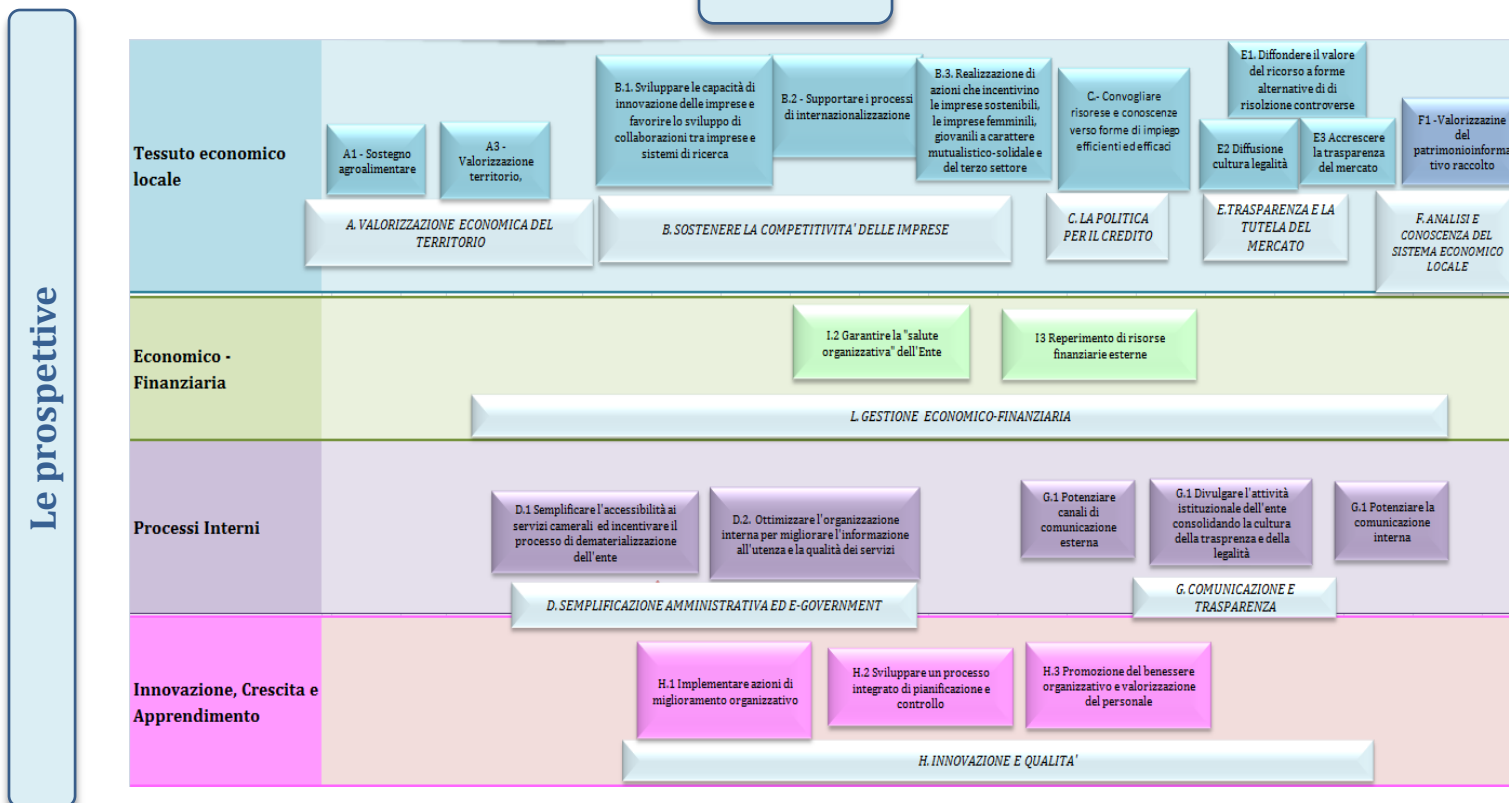 Le prospettive
Tessuto economico
locale
A1 - Sostegno
agroalimentare
A3 -
Valorizzazione
territorio,
B.1. Sviluppare le capacità di
innovazione delle imprese e
favorire lo sviluppo di
collaborazioni tra imprese e
sistemi di ricerca
B.2 - Supportare i processi
di internazionalizzazione
B.3. Realizzazione di
azioni che incentivino
le imprese sostenibili,
le imprese femminili,
giovanili a carattere
mutualistico-solidale e
del terzo settore
C.- Convogliare
risorese e conoscenze
verso forme di impiego
efficienti ed efficaci
E1. Diffondere il valore
del ricorso a forme
alternative di di
risolzione controverse
E2 Diffusione
cultura legalità
E3 Accrescere
la trasparenza
del mercato
F1 -Valorizzazine
del
patrimonioinforma
tivo raccolto
A. VALORIZZAZIONE ECONOMICA DEL
TERRITORIO
B. SOSTENERE LA COMPETITIVITA' DELLE IMPRESE
C. LA POLITICA
PER IL CREDITO
E.TRASPARENZA E LA
TUTELA DEL
MERCATO
F. ANALISI E
CONOSCENZA DEL
SISTEMA ECONOMICO
LOCALE
Economico -
Finanziaria
I.2 Garantire la "salute
organizzativa" dell'Ente
I3 Reperimento di risorse
finanziarie esterne
L. GESTIONE ECONOMICO-FINANZIARIA
Processi Interni
D.1 Semplificare l'accessibilità ai
servizi camerali ed incentivare il
processo di dematerializzazione
dell'ente
D.2. Ottimizzare l'organizzazione
interna per migliorare l'informazione
all'utenza e la qualità dei servizi
G.1 Potenziare
canali di
comunicazione
esterna
G.1 Divulgare l'attività
istituzionale dell'ente
consolidando la cultura
della trasprenza e della
legalità
G.1 Potenziare la
comunicazione
interna
D. SEMPLIFICAZIONE AMMINISTRATIVA ED E-GOVERNMENT
G. COMUNICAZIONE E
TRASPARENZA
Innovazione, Crescita e
Apprendimento
H.1 Implementare azioni di
miglioramento organizzativo
H.2 Sviluppare un processo
integrato di pianificazione e
controllo
H.3 Promozione del benessere
organizzativo e valorizzazione
del personale
H. INNOVAZIONE E QUALITA'